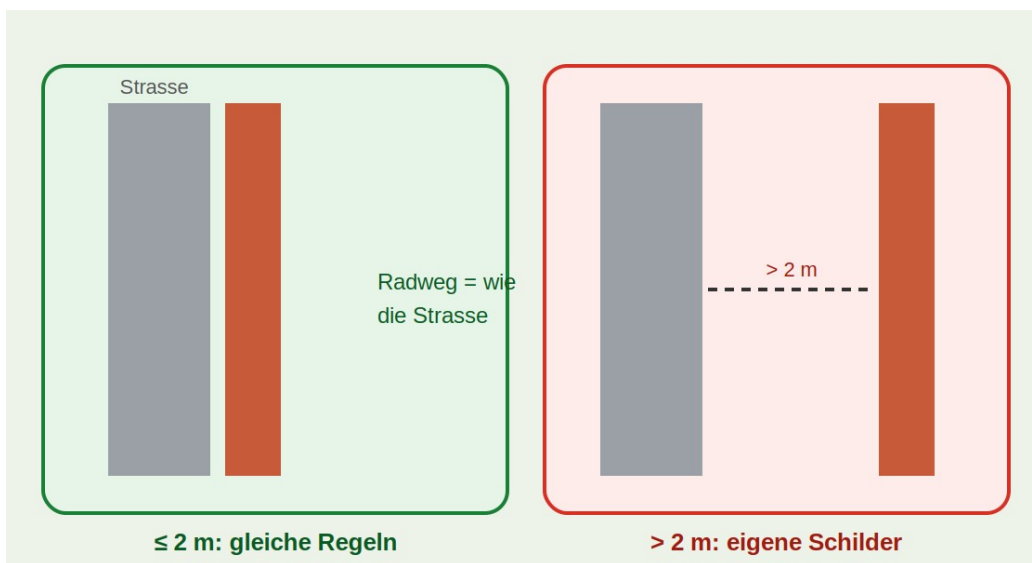 Strasse
Radweg = wie
die Strasse
≤ 2 m: gleiche Regeln
> 2 m
> 2 m: eigene Schilder